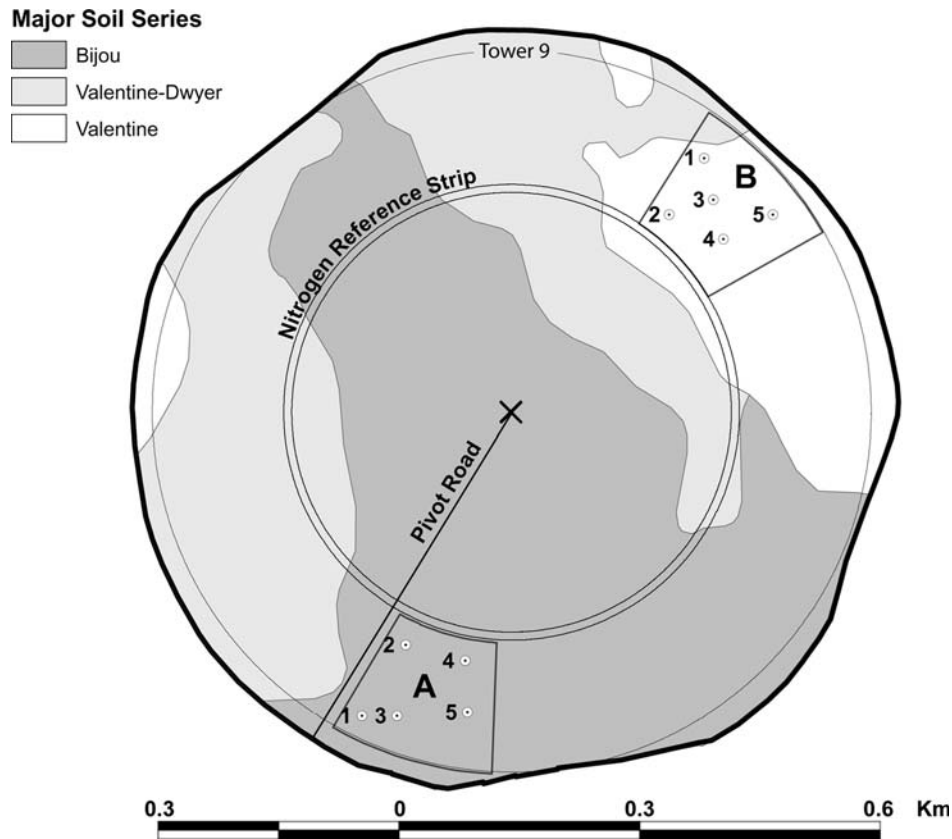 Major Soil Series
Bijou
Valentine-Dwyer
Valentine
Tower 9
1
B
3
2
5
4
Nitrogen Reference Strip
Pivot Road
2
4
A
1
3
5
0.3 0 0.3 0.6 Km